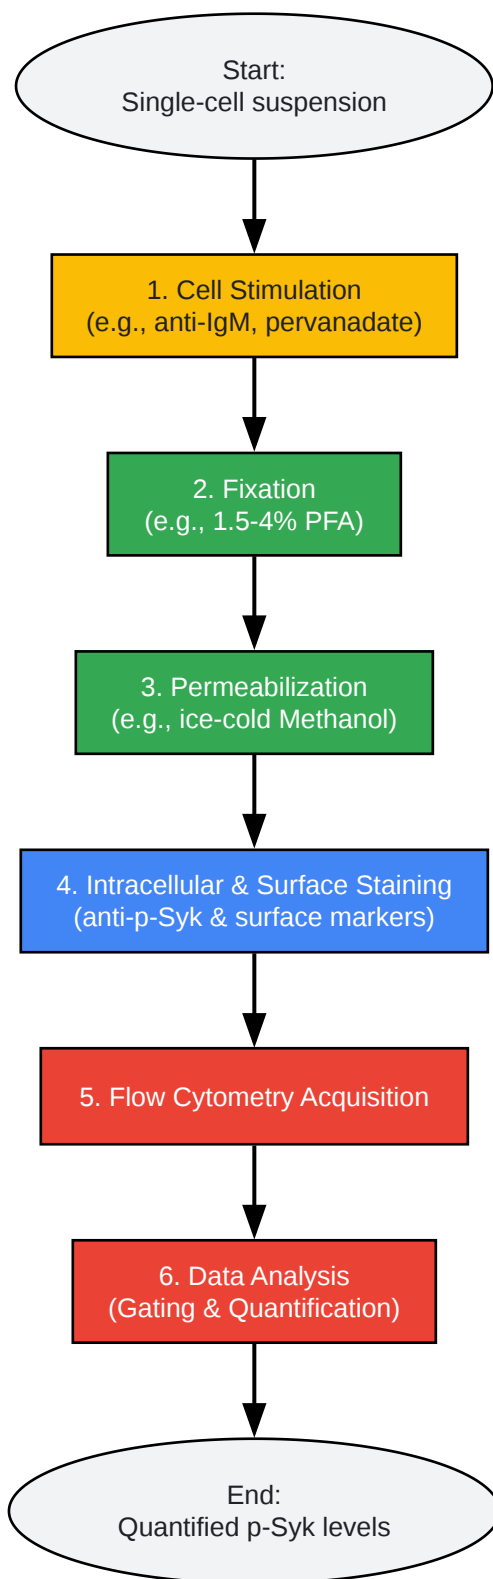 Start:
Single-cell suspension
1. Cell Stimulation
(e.g., anti-IgM, pervanadate)
2. Fixation
(e.g., 1.5-4% PFA)
3. Permeabilization
(e.g., ice-cold Methanol)
4. Intracellular & Surface Staining
(anti-p-Syk & surface markers)
5. Flow Cytometry Acquisition
6. Data Analysis
(Gating & Quantification)
End:
Quantified p-Syk levels